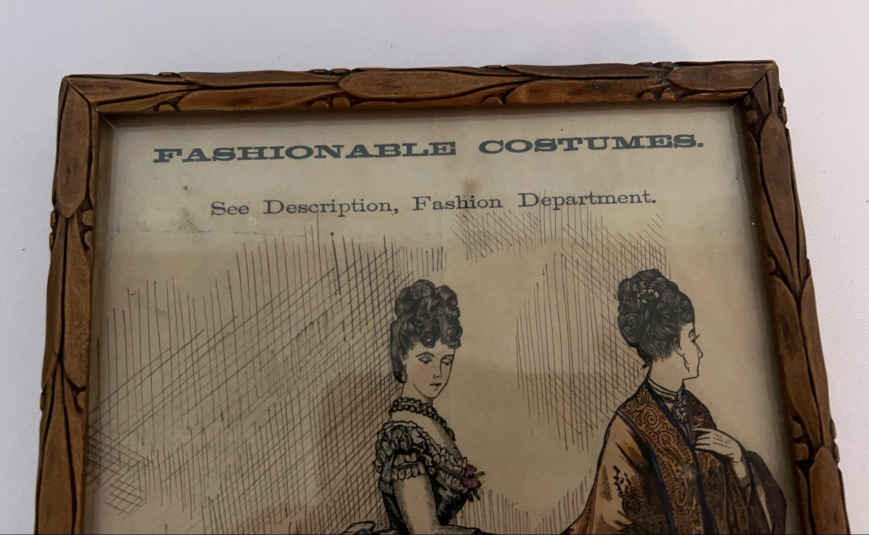 FASHIONABLE COSTUMES.
See Description, Fashion Department.